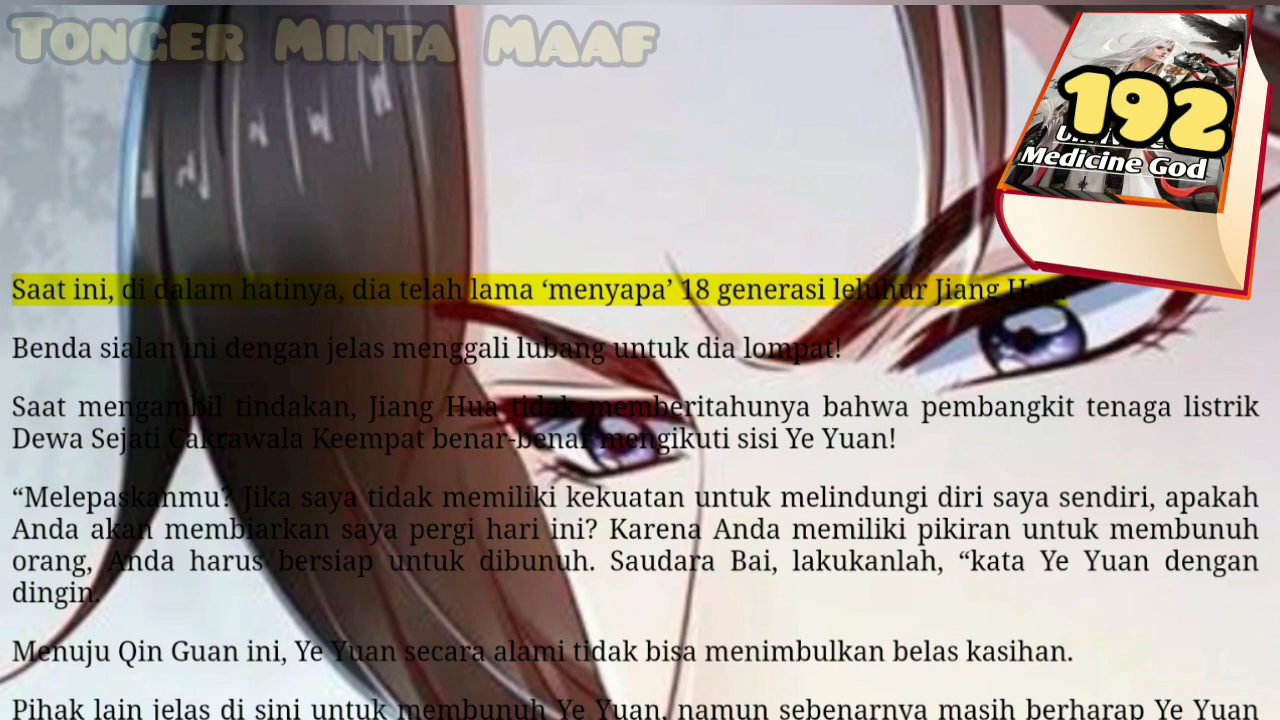 Tonger Minta Maaf
192
Medicine God
Saat ini, di dalam hatinya, dia telah lama ‘menyapa’ 18 generasi leluhur Jiang Hua.
Benda sialan ini dengan jelas menggali lubang untuk dia lompat!
Saat mengambil tindakan, Jiang Hua tidak memberitahunya bahwa pembangkit tenaga listrik
Dewa Sejati Cakrawala Keempat benar-benar mengikuti sisi Ye Yuan!
“Melepaskanmu? Jika saya tidak memiliki kekuatan untuk melindungi diri saya sendiri, apakah
Anda akan membiarkan saya pergi hari ini? Karena Anda memiliki pikiran untuk membunuh
orang, Anda harus bersiap untuk dibunuh. Saudara Bai, lakukanlah, “kata Ye Yuan dengan
dingin.
Menuju Qin Guan ini, Ye Yuan secara alami tidak bisa menimbulkan belas kasihan.
Pihak lain jelas di sini untuk membunuh Ye Yuan, namun sebenarnya masih berharap Ye Yuan